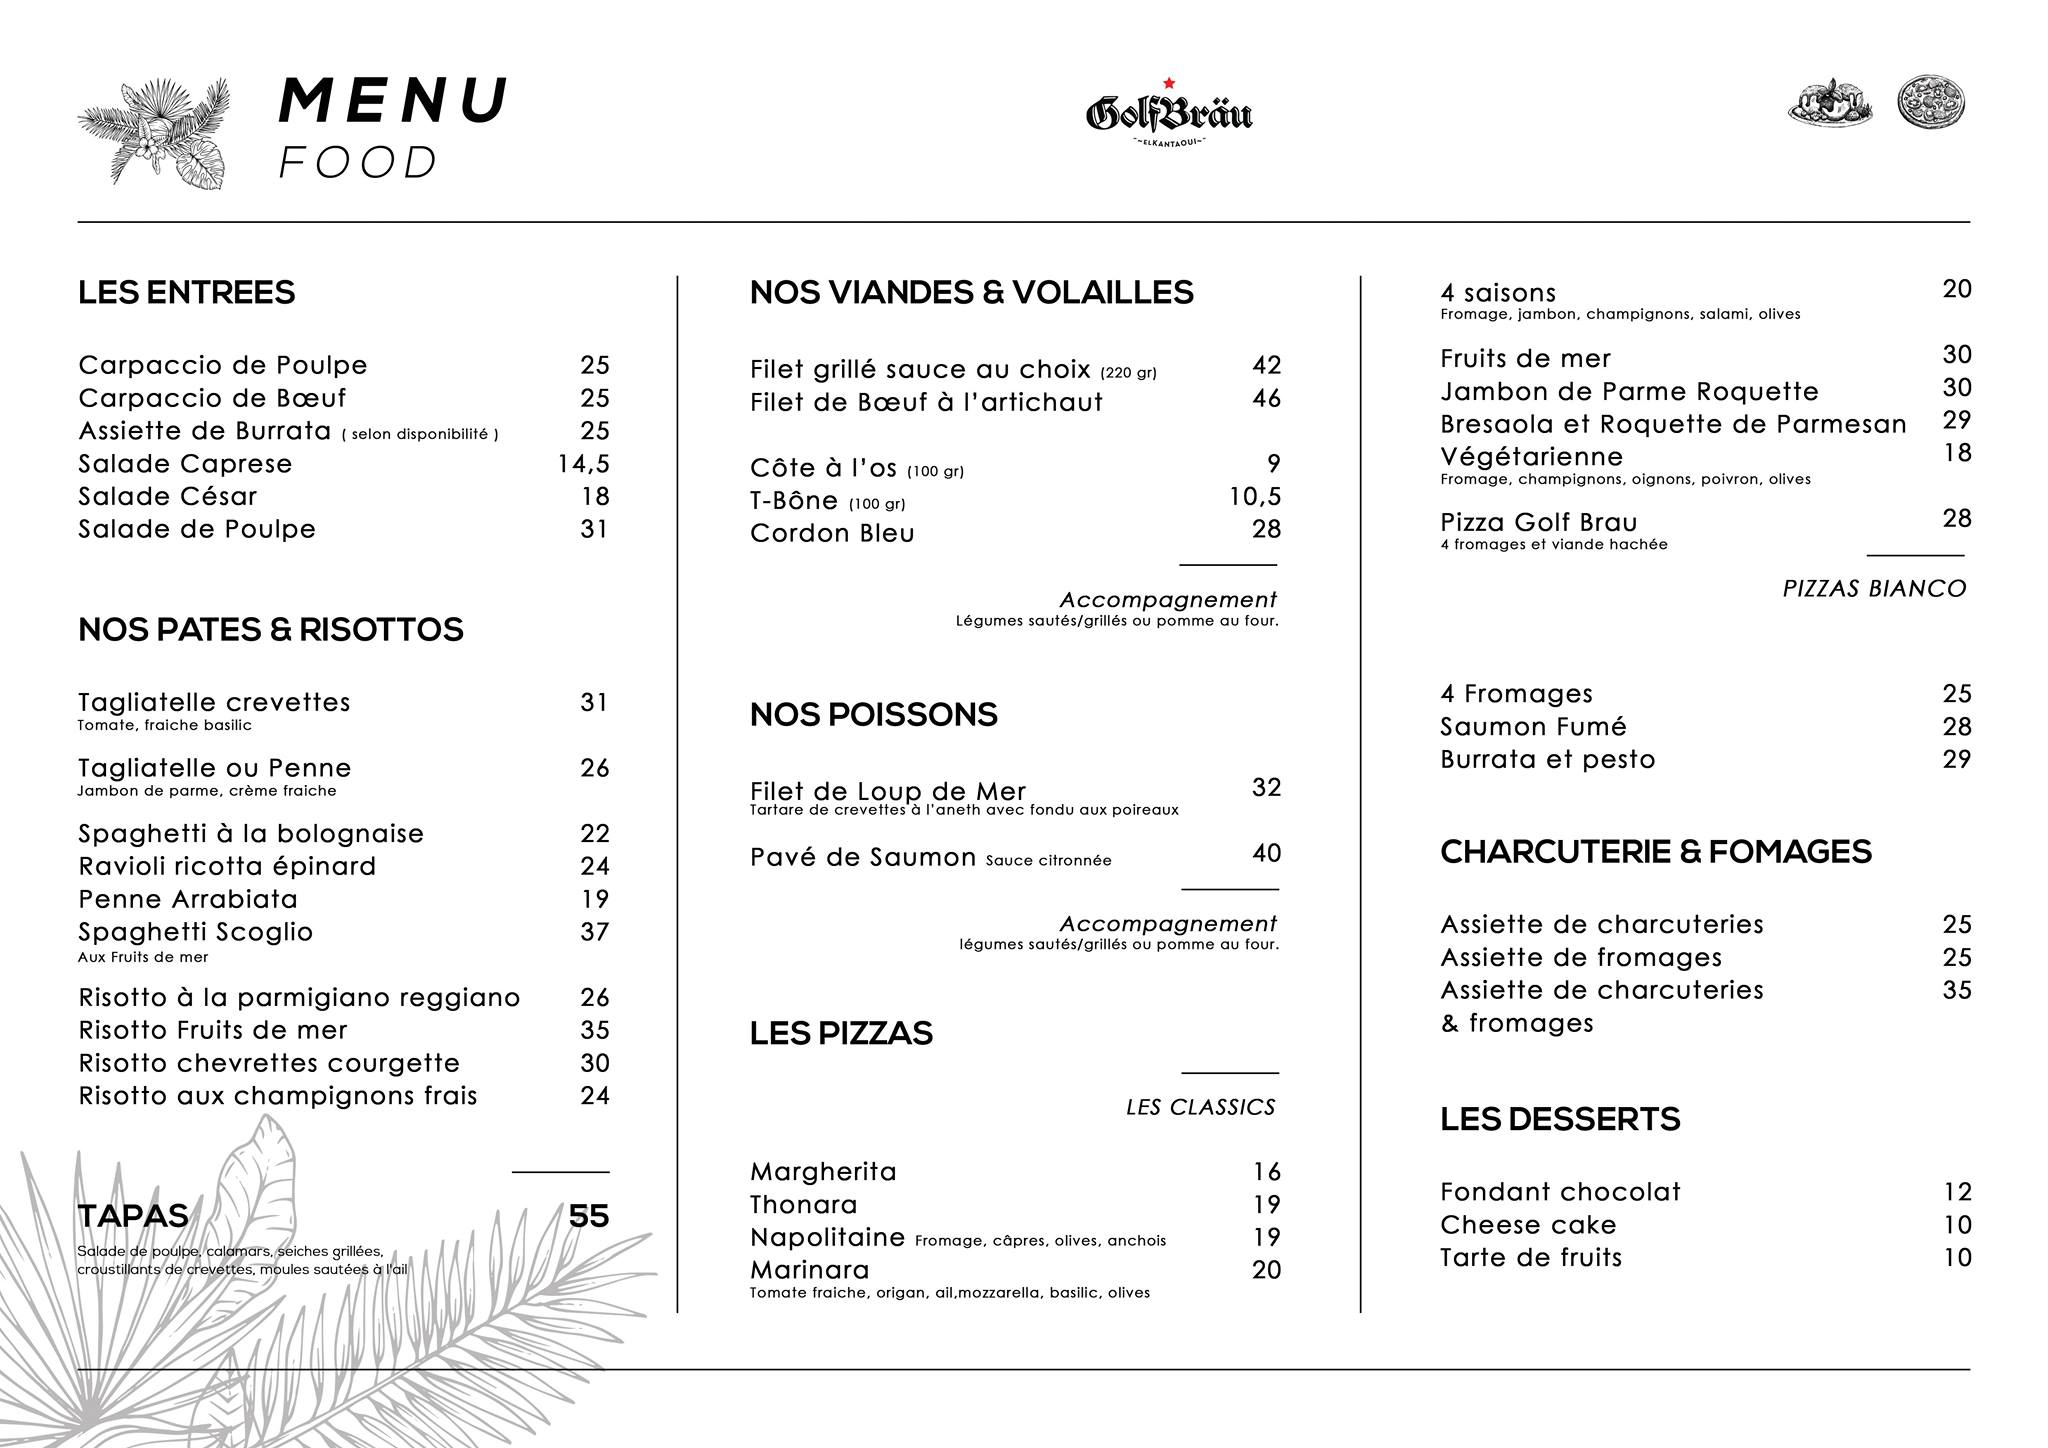 MENU
FOOD
GolfBräu
~~ELKANTAOUI~~
LES ENTREES
Carpaccio de Poulpe 25
Carpaccio de Bœuf 25
Assiette de Burrata ( selon disponibilité ) 25
Salade Caprese 14,5
Salade César 18
Salade de Poulpe 31
NOS PATES & RISOTTOS
Tagliatelle crevettes 31
Tomate, fraiche basilic
Tagliatelle ou Penne 26
Jambon de parme, crème fraiche
Spaghetti à la bolognaise 22
Ravioli ricotta épinard 24
Penne Arrabiata 19
Spaghetti Scoglio 37
Aux Fruits de mer
Risotto à la parmigiano reggiano 26
Risotto Fruits de mer 35
Risotto chevrettes courgette 30
Risotto aux champignons frais 24
TAPAS 55
Salade de poulpe, calamars, seiches grillées,
croustillants de crevettes, moules sautées à l'ail
NOS VIANDES & VOLAILLES
Filet grillé sauce au choix (220 gr) 42
Filet de Bœuf à l'artichaut 46
Côte à l'os (100 gr) 9
T-Bône (100 gr) 10,5
Cordon Bleu 28
Accompagnement
Légumes sautés/grillés ou pomme au four.
NOS POISSONS
Filet de Loup de Mer 32
Tartare de crevettes à l'aneth avec fondu aux poireaux
Pavé de Saumon Sauce citronnée 40
Accompagnement
légumes sautés/grillés ou pomme au four.
LES PIZZAS
LES CLASSICS
Margherita 16
Thonara 19
Napolitaine Fromage, câpres, olives, anchois 19
Marinara 20
Tomate fraiche, origan, ail,mozzarella, basilic, olives
4 saisons 20
Fromage, jambon, champignons, salami, olives
Fruits de mer 30
Jambon de Parme Roquette 30
Bresaola et Roquette de Parmesan 29
Végétarienne 18
Fromage, champignons, oignons, poivron, olives
Pizza Golf Brau 28
4 fromages et viande hachée
PIZZAS BIANCO
4 Fromages 25
Saumon Fumé 28
Burrata et pesto 29
CHARCUTERIE & FOMAGES
Assiette de charcuteries 25
Assiette de fromages 25
Assiette de charcuteries 35
& fromages
LES DESSERTS
Fondant chocolat 12
Cheese cake 10
Tarte de fruits 10